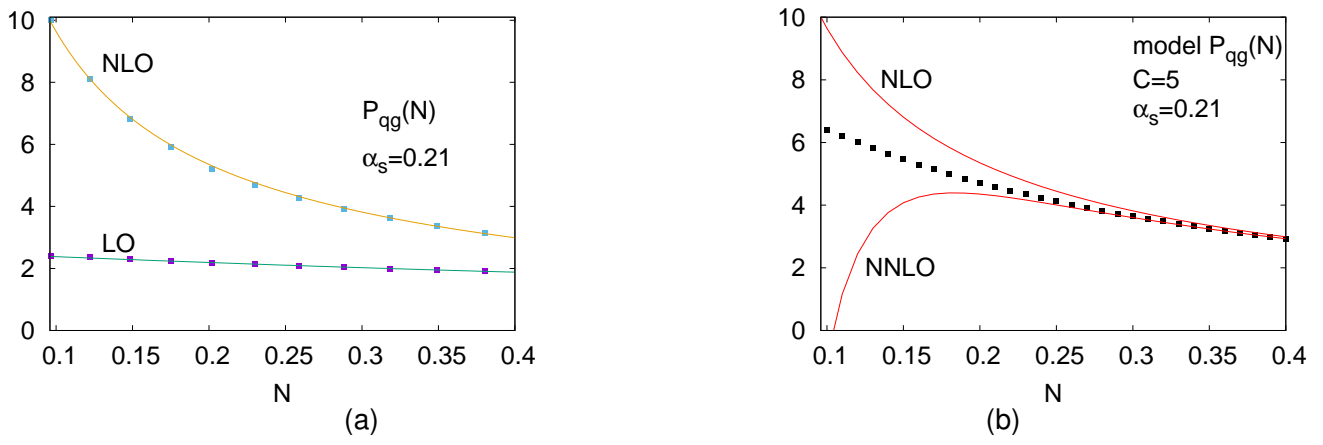 10
8
6
4
2
0
NLO
LO
P_qg(N)
α_s=0.21
0.1 0.15 0.2 0.25 0.3 0.35 0.4
N
(a)
10
8
6
4
2
0
NLO
NNLO
model P_qg(N)
C=5
α_s=0.21
0.1 0.15 0.2 0.25 0.3 0.35 0.4
N
(b)